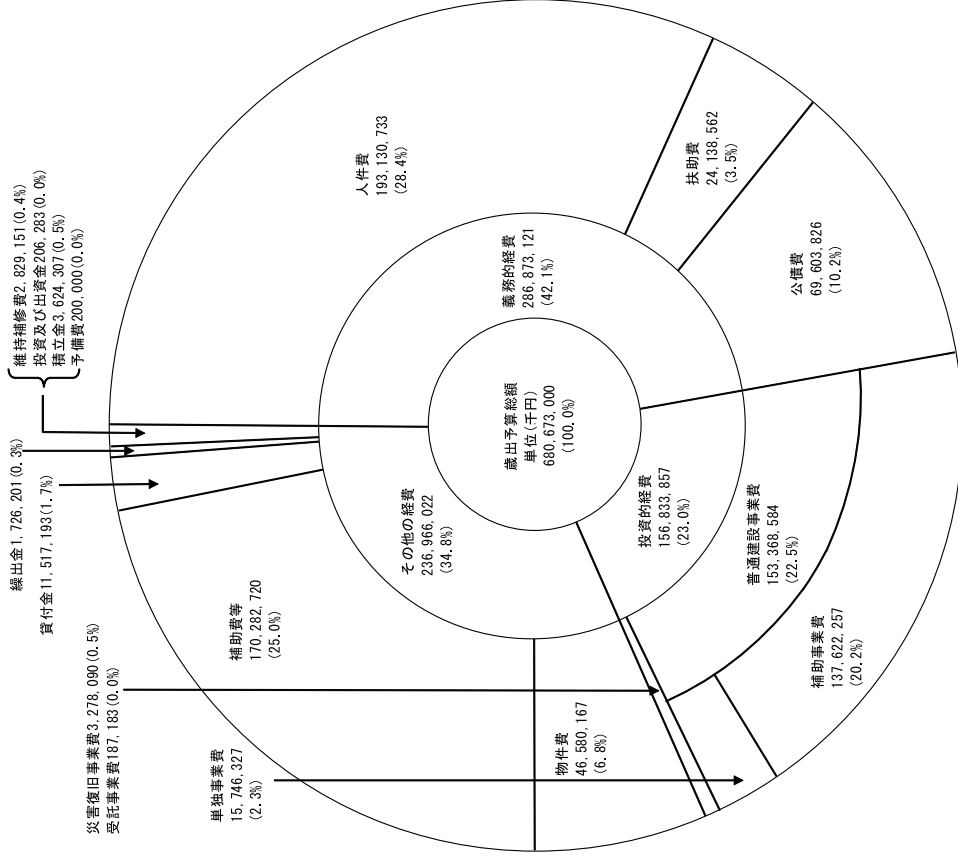 歳出予算総額
単位(千円)
680,673,000
(100.0%)
義務的経費
286,873,121
(42.1%)
人件費
193,130,733
(28.4%)
扶助費
24,138,562
(3.5%)
公債費
69,603,826
(10.2%)
投資的経費
156,833,857
(23.0%)
普通建設事業費
153,368,584
(22.5%)
補助事業費
137,622,257
(20.2%)
単独事業費
15,746,327
(2.3%)
災害復旧事業費3,278,090(0.5%)
受託事業費187,183(0.0%)
その他の経費
236,966,022
(34.8%)
物件費
46,580,167
(6.8%)
補助費等
170,282,720
(25.0%)
貸付金11,517,193(1.7%)
繰出金1,726,201(0.3%)
維持補修費2,829,151(0.4%)
投資及び出資金206,283(0.0%)
積立金3,624,307(0.5%)
予備費200,000(0.0%)